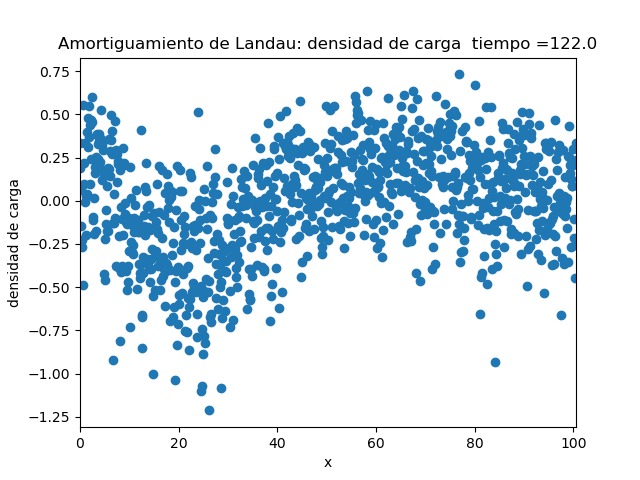 Amortiguamiento de Landau: densidad de carga  tiempo =122.0
0.75
0.50
0.25
0.00
−0.25
−0.50
−0.75
−1.00
−1.25
densidad de carga
0 20 40 60 80 100
x